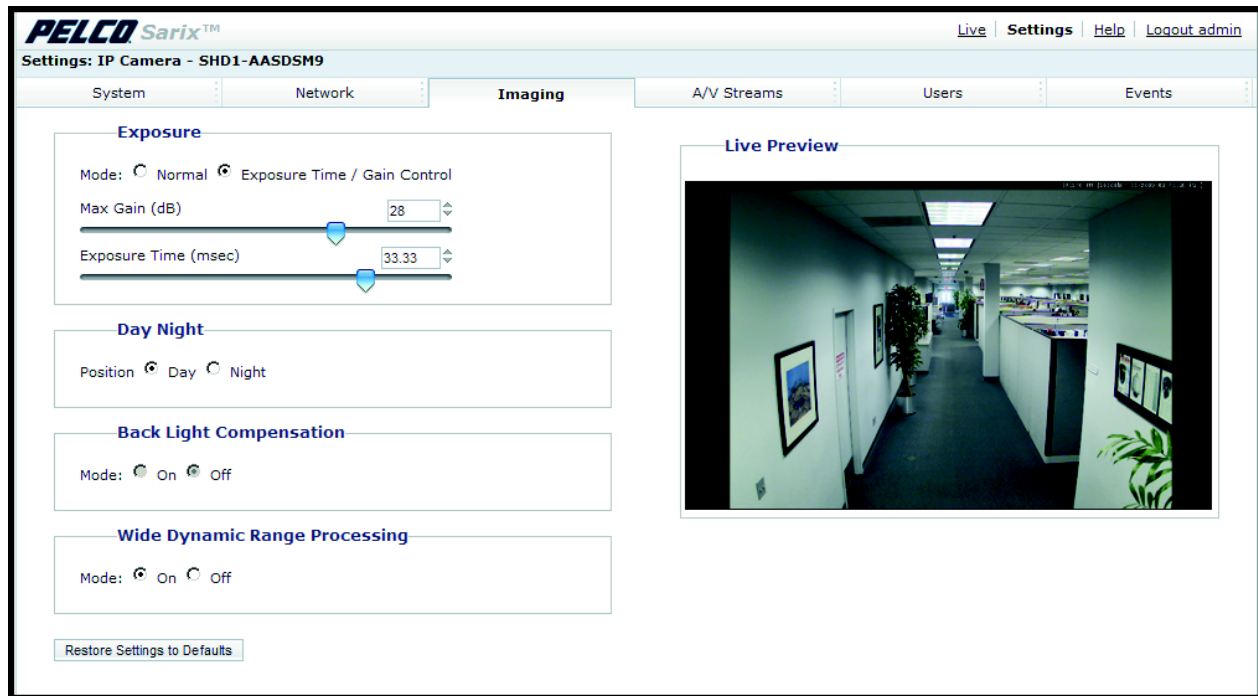 PELCO Sarix™
Live Settings Help Logout admin
Settings: IP Camera - SHD1-AASDSM9
System Network Imaging A/V Streams Users Events
Exposure
Mode: Normal Exposure Time / Gain Control
Max Gain (dB) 28
Exposure Time (msec) 33.33
Day Night
Position Day Night
Back Light Compensation
Mode: On Off
Wide Dynamic Range Processing
Mode: On Off
Restore Settings to Defaults
Live Preview